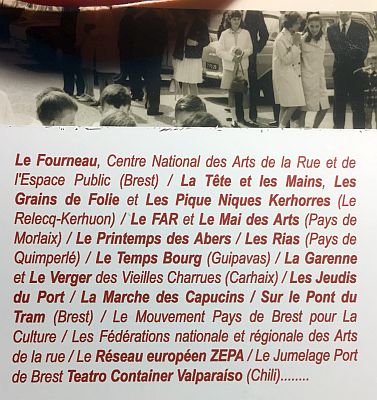 Le Fourneau, Centre National des Arts de la Rue et de
l'Espace Public (Brest) / La Tête et les Mains, Les
Grains de Folie et Les Pique Niques Kerhorres (Le
Relecq-Kerhuon) / Le FAR et Le Mai des Arts (Pays de
Morlaix) / Le Printemps des Abers / Les Rias (Pays de
Quimperlé) / Le Temps Bourg (Guipavas) / La Garenne
et Le Verger des Vieilles Charrues (Carhaix) / Les Jeudis
du Port / La Marche des Capucins / Sur le Pont du
Tram (Brest) / Le Mouvement Pays de Brest pour La
Culture / Les Fédérations nationale et régionale des Arts
de la rue / Le Réseau européen ZEPA / Le Jumelage Port
de Brest Teatro Container Valparaíso (Chili)........